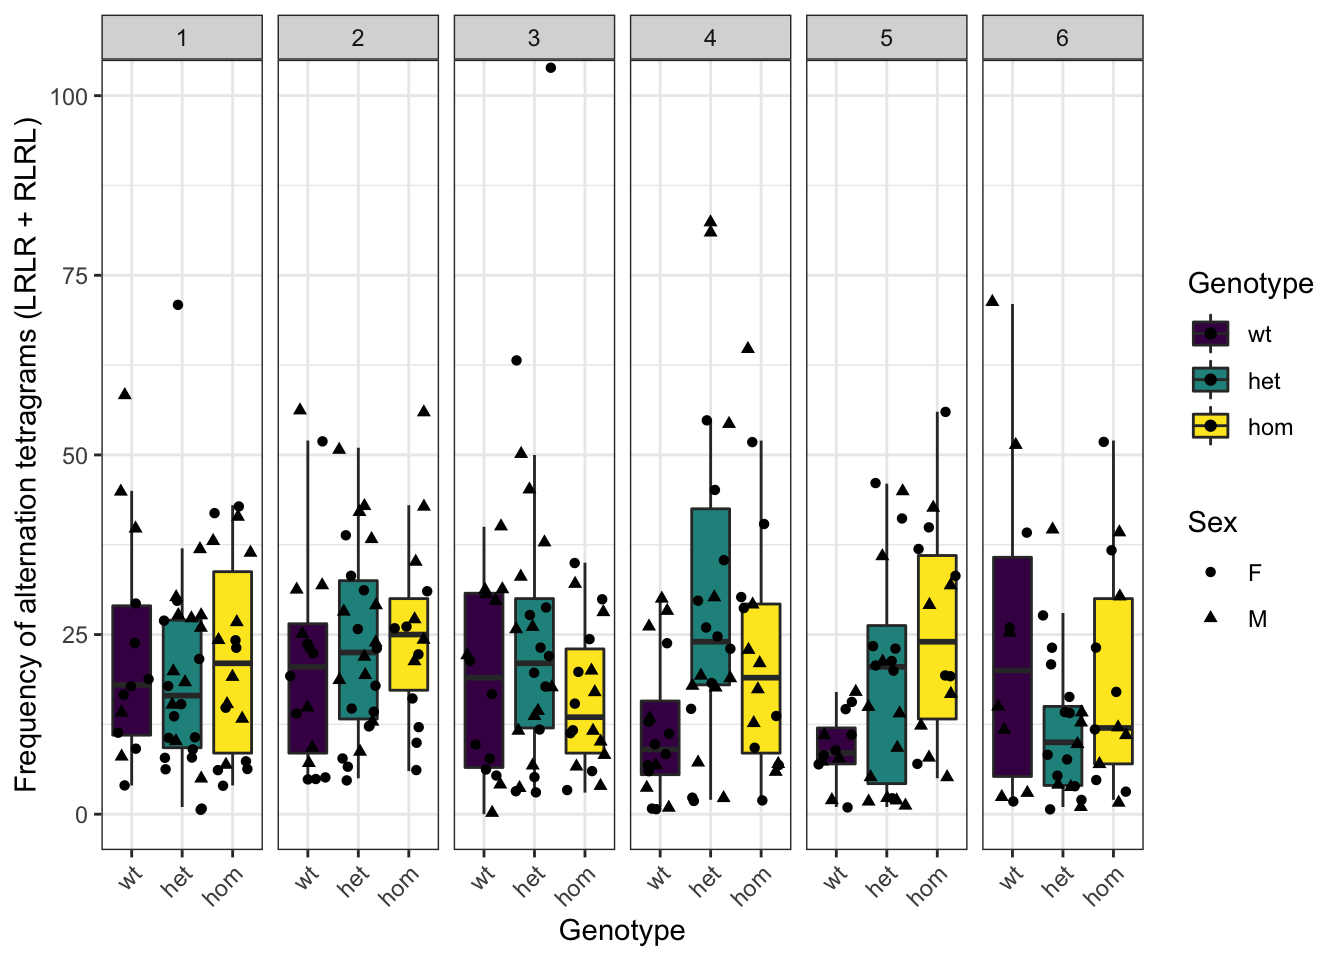 1 2 3 4 5 6
Frequency of alternation tetragrams (LRLR + RLRL)
100
75
50
25
0
wt het hom wt het hom wt het hom wt het hom wt het hom wt het hom
Genotype
Genotype
wt
het
hom
Sex
F
M